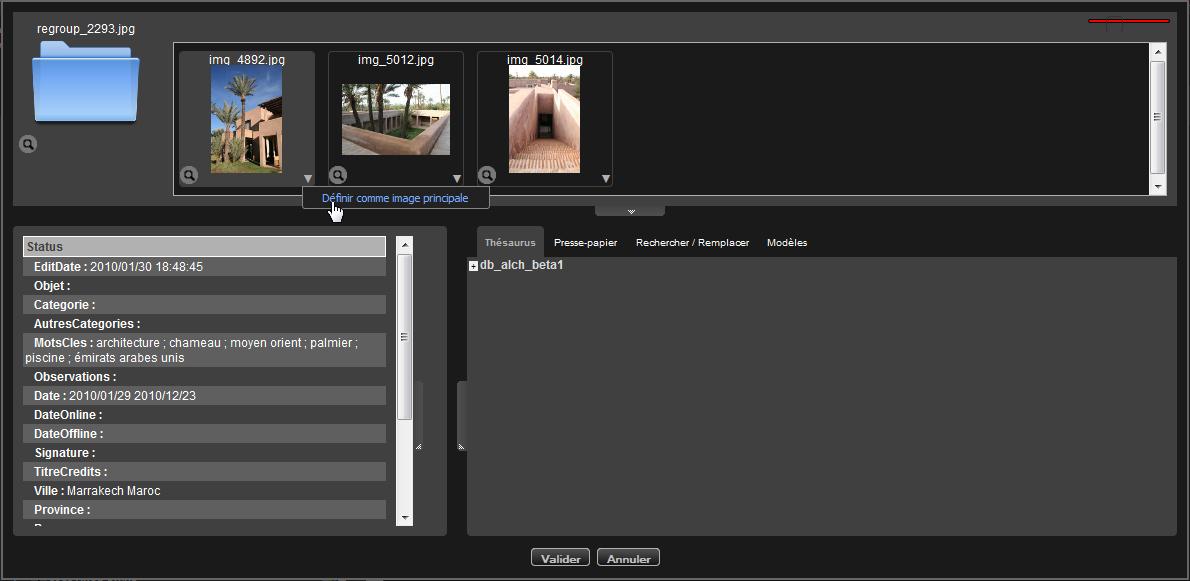 regroup_2293.jpg
img_4892.jpg
img_5012.jpg
img_5014.jpg
Définir comme image principale
Status
EditDate : 2010/01/30 18:48:45
Objet :
Categorie :
AutresCategories :
MotsCles : architecture ; chameau ; moyen orient ; palmier ;
piscine ; émirats arabes unis
Observations :
Date : 2010/01/29 2010/12/23
DateOnline :
DateOffline :
Signature :
TitreCredits :
Ville : Marrakech Maroc
Province :
Thésaurus Presse-papier Rechercher / Remplacer Modèles
db_alch_beta1
Valider Annuler